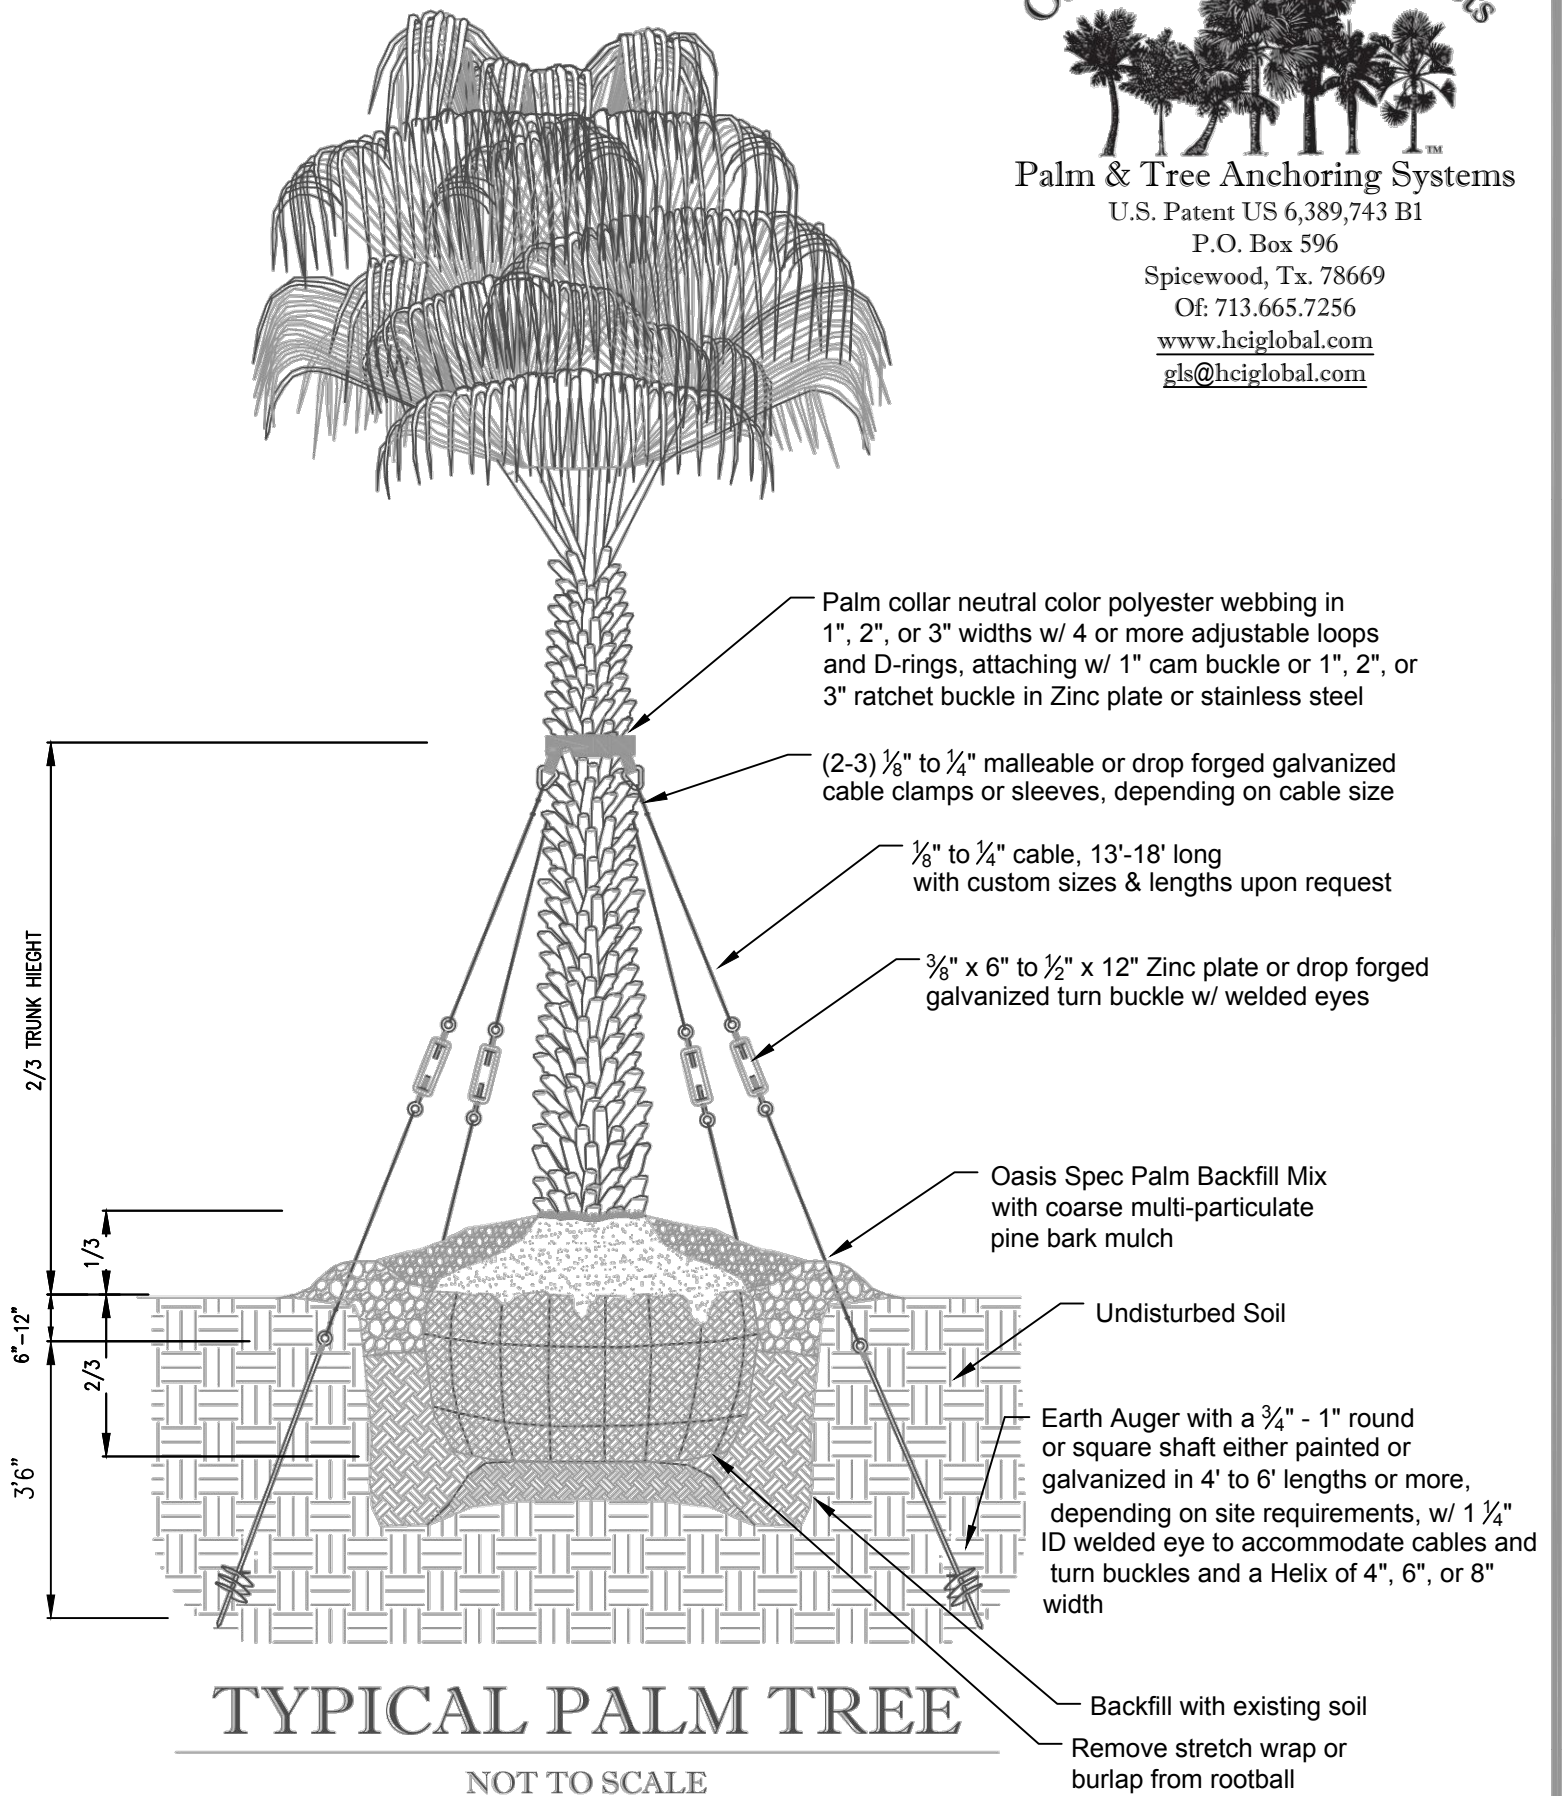 TM
Palm & Tree Anchoring Systems
U.S. Patent US 6,389,743 B1
P.O. Box 596
Spicewood, Tx. 78669
Of: 713.665.7256
www.hciglobal.com
gls@hciglobal.com
Palm collar neutral color polyester webbing in
1", 2", or 3" widths w/ 4 or more adjustable loops
and D-rings, attaching w/ 1" cam buckle or 1", 2", or
3" ratchet buckle in Zinc plate or stainless steel
(2-3) 1/8" to 1/4" malleable or drop forged galvanized
cable clamps or sleeves, depending on cable size
1/8" to 1/4" cable, 13'-18' long
with custom sizes & lengths upon request
3/8" x 6" to 1/2" x 12" Zinc plate or drop forged
galvanized turn buckle w/ welded eyes
2/3 TRUNK HIEGHT
Oasis Spec Palm Backfill Mix
with coarse multi-particulate
pine bark mulch
1/3
6"-12"
2/3
3'6"
Undisturbed Soil
Earth Auger with a 3/4" - 1" round
or square shaft either painted or
galvanized in 4' to 6' lengths or more,
depending on site requirements, w/ 1 1/4"
ID welded eye to accommodate cables and
turn buckles and a Helix of 4", 6", or 8"
width
Backfill with existing soil
Remove stretch wrap or
burlap from rootball
TYPICAL PALM TREE
NOT TO SCALE